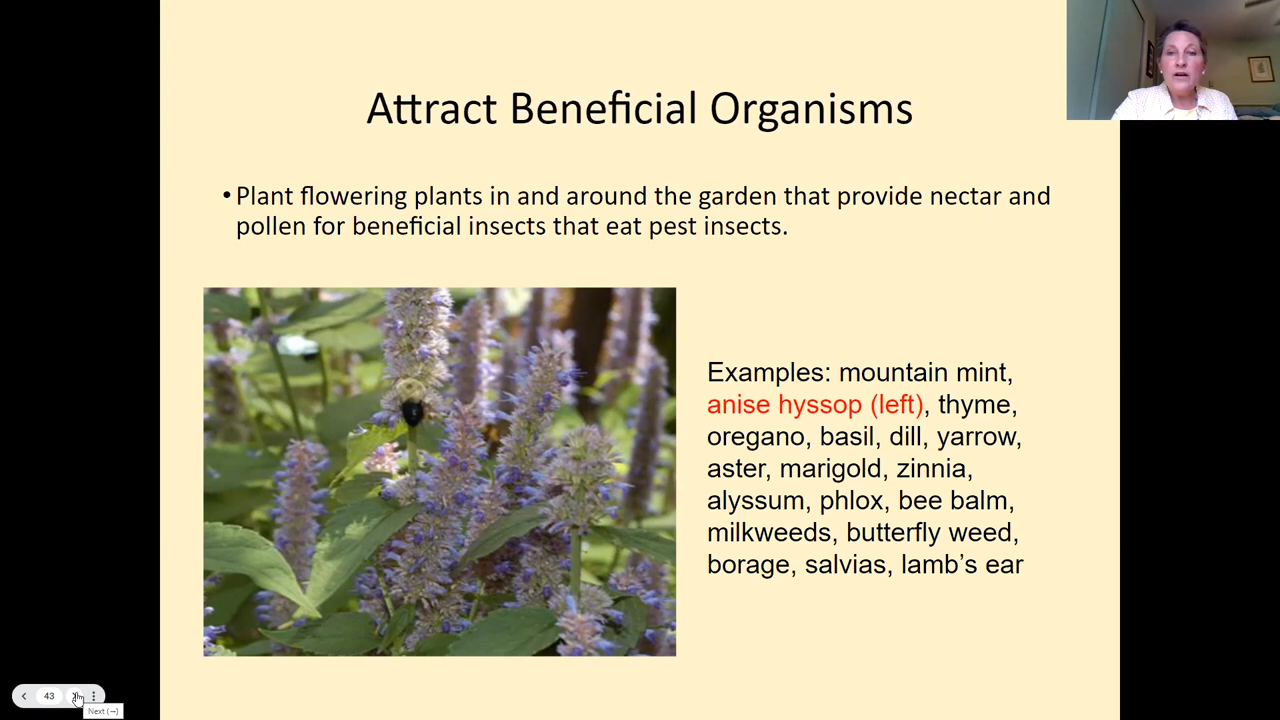 Attract Beneficial Organisms
• Plant flowering plants in and around the garden that provide nectar and
pollen for beneficial insects that eat pest insects.
Examples: mountain mint,
anise hyssop (left), thyme,
oregano, basil, dill, yarrow,
aster, marigold, zinnia,
alyssum, phlox, bee balm,
milkweeds, butterfly weed,
borage, salvias, lamb’s ear
43
Next (→)